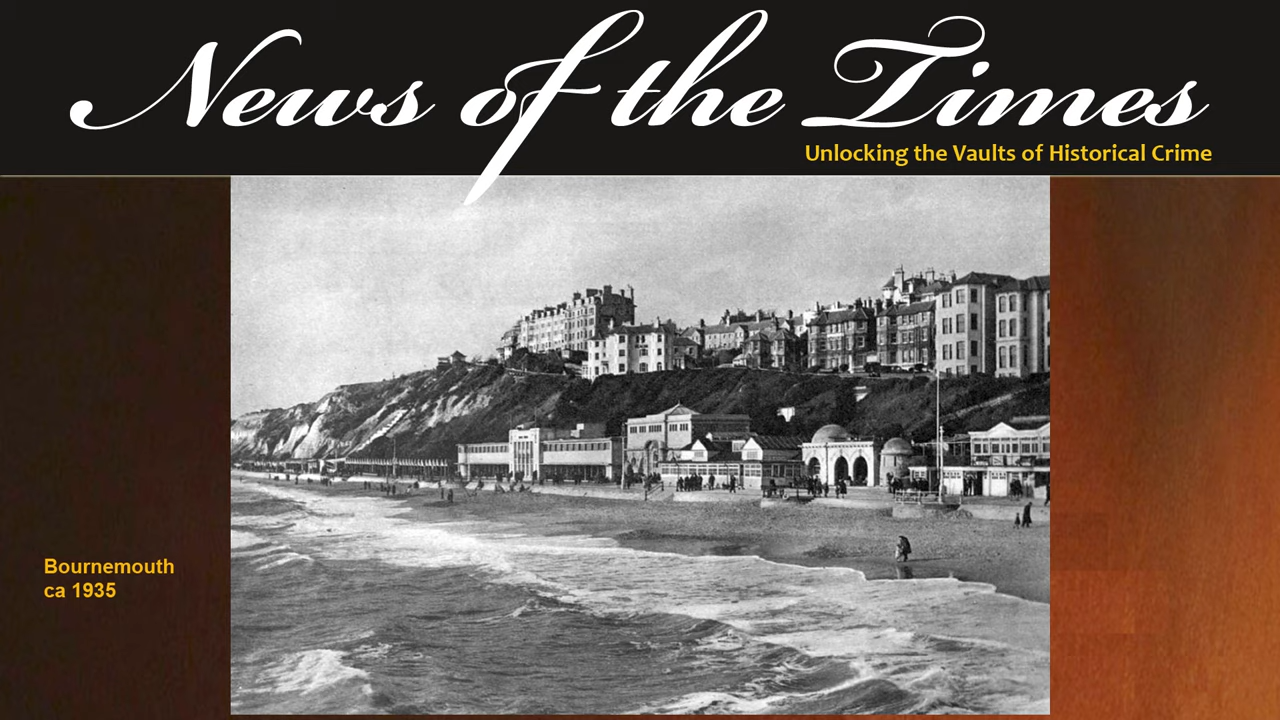 News of the Times
Unlocking the Vaults of Historical Crime
Bournemouth
ca 1935